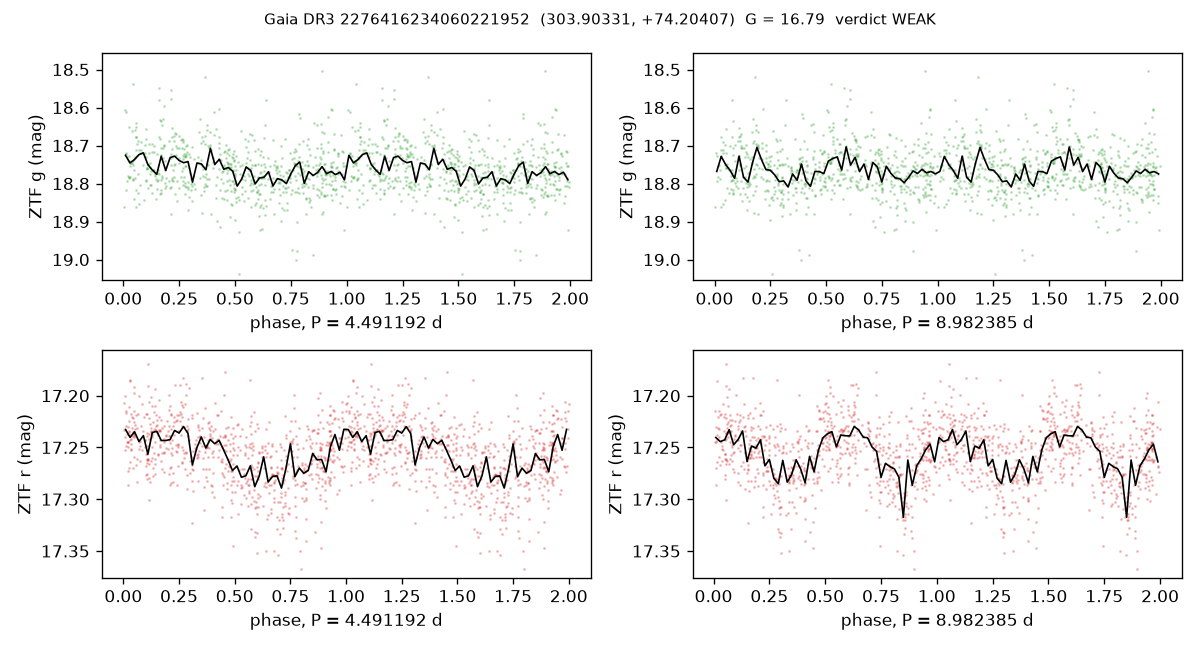 Gaia DR3 2276416234060221952 (303.90331, +74.20407) G = 16.79 verdict WEAK
ZTF g (mag)
18.5
18.6
18.7
18.8
18.9
19.0
0.00 0.25 0.50 0.75 1.00 1.25 1.50 1.75 2.00
phase, P = 4.491192 d
ZTF g (mag)
18.5
18.6
18.7
18.8
18.9
19.0
0.00 0.25 0.50 0.75 1.00 1.25 1.50 1.75 2.00
phase, P = 8.982385 d
ZTF r (mag)
17.20
17.25
17.30
17.35
0.00 0.25 0.50 0.75 1.00 1.25 1.50 1.75 2.00
phase, P = 4.491192 d
ZTF r (mag)
17.20
17.25
17.30
17.35
0.00 0.25 0.50 0.75 1.00 1.25 1.50 1.75 2.00
phase, P = 8.982385 d